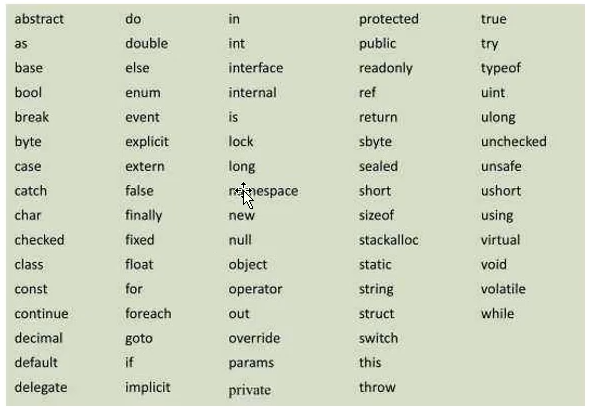 abstract do in protected true
as double int public try
base else interface readonly typeof
bool enum internal ref uint
break event is return ulong
byte explicit lock sbyte unchecked
case extern long sealed unsafe
catch false namespace short ushort
char finally new sizeof using
checked fixed null stackalloc virtual
class float object static void
const for operator string volatile
continue foreach out struct while
decimal goto override switch
default if params this
delegate implicit private throw